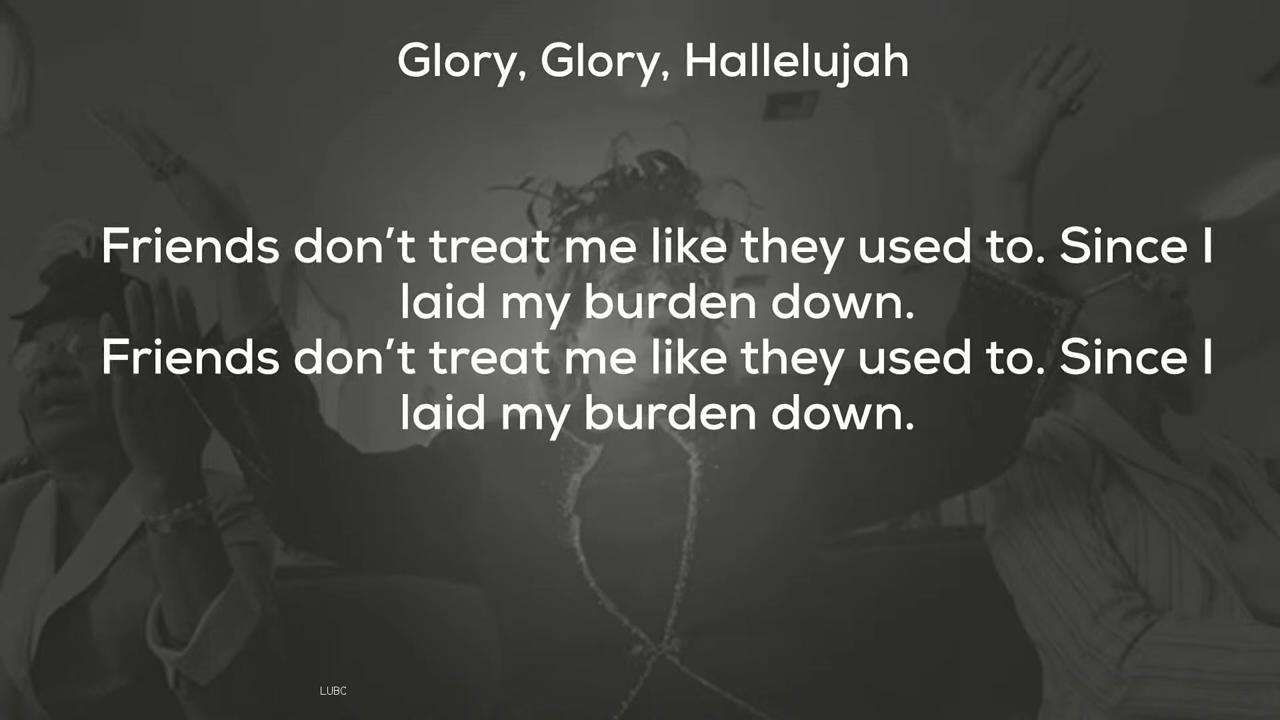 Glory, Glory, Hallelujah
Friends don’t treat me like they used to. Since I
laid my burden down.
Friends don’t treat me like they used to. Since I
laid my burden down.
LUBC